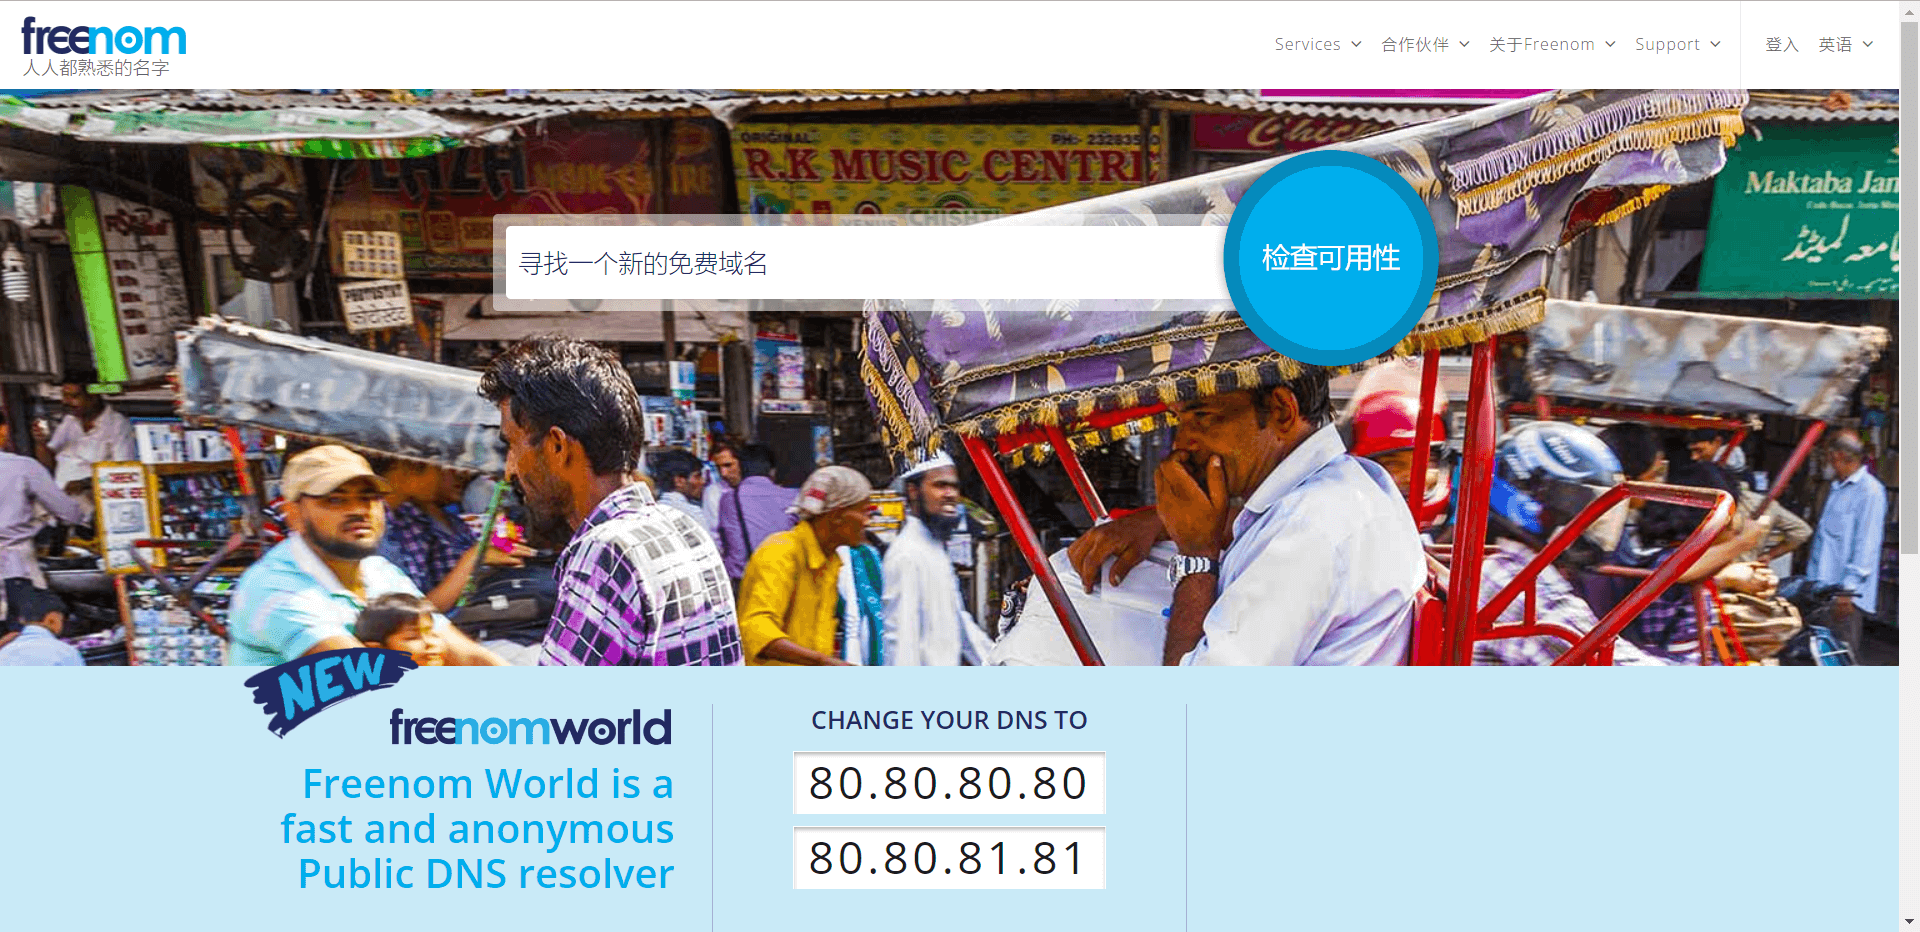 freenom
人人都熟悉的名字
Services
合作伙伴
关于Freenom
Support
登入
英语
ORIGINAL
R.K MUSIC CENTRE
Maktaba Jam
寻找一个新的免费域名
检查可用性
NEW
freenomworld
Freenom World is a
fast and anonymous
Public DNS resolver
CHANGE YOUR DNS TO
80.80.80.80
80.80.81.81